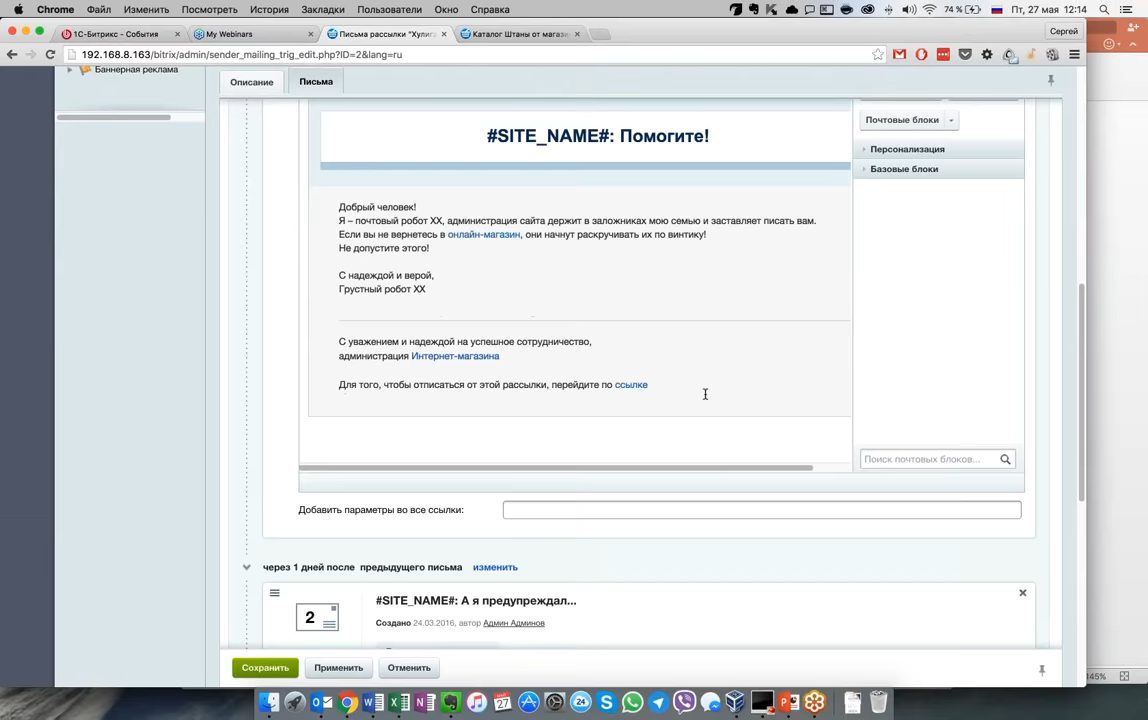 Chrome Файл Изменить Посмотреть История Закладки Пользователи Окно Справка 74 % Пт, 27 мая 12:14
1С-Битрикс - События My Webinars Письма рассылки "Хулига Каталог Штаны от магазин Сергей
192.168.8.163/bitrix/admin/sender_mailing_trig_edit.php?ID=2&lang=ru
Баннерная реклама
Описание Письма
#SITE_NAME#: Помогите!
Почтовые блоки
Персонализация
Базовые блоки
Добрый человек!
Я – почтовый робот XX, администрация сайта держит в заложниках мою семью и заставляет писать вам.
Если вы не вернетесь в онлайн-магазин, они начнут раскручивать их по винтику!
Не допустите этого!
С надеждой и верой,
Грустный робот XX
С уважением и надеждой на успешное сотрудничество,
администрация Интернет-магазина
Для того, чтобы отписаться от этой рассылки, перейдите по ссылке
Поиск почтовых блоков...
Добавить параметры во все ссылки:
через 1 дней после предыдущего письма изменить
2
#SITE_NAME#: А я предупреждал...
Создано 24.03.2016, автор Админ Админов
Сохранить Применить Отменить
145%